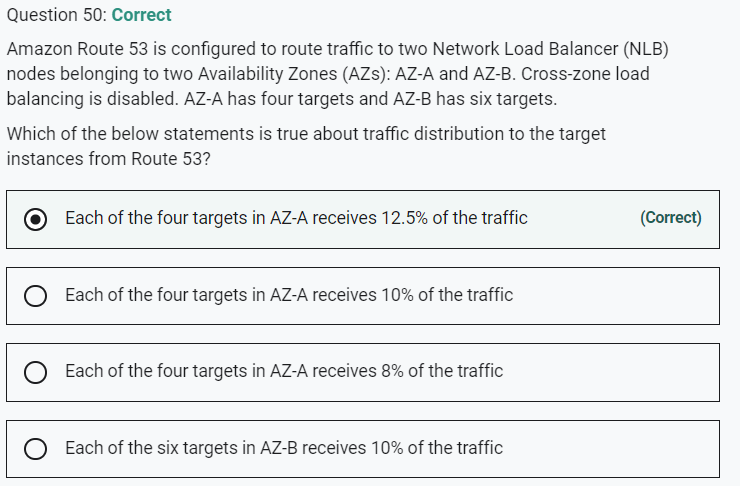 Question 50: Correct
Amazon Route 53 is configured to route traffic to two Network Load Balancer (NLB)
nodes belonging to two Availability Zones (AZs): AZ-A and AZ-B. Cross-zone load
balancing is disabled. AZ-A has four targets and AZ-B has six targets.
Which of the below statements is true about traffic distribution to the target
instances from Route 53?
Each of the four targets in AZ-A receives 12.5% of the traffic (Correct)
Each of the four targets in AZ-A receives 10% of the traffic
Each of the four targets in AZ-A receives 8% of the traffic
Each of the six targets in AZ-B receives 10% of the traffic